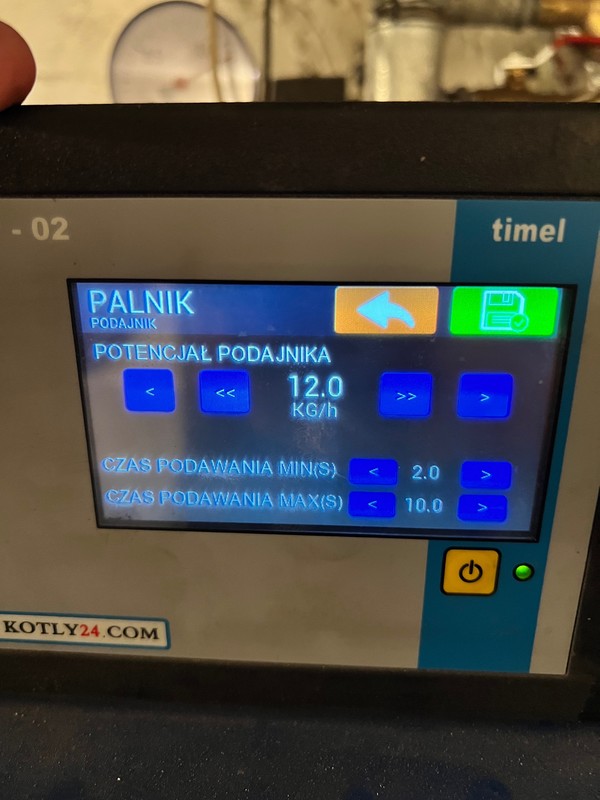 - 02
timel
PALNIK
PODAJNIK
POTENCJAŁ PODAJNIKA
< << 12.0 >> >
KG/h
CZAS PODAWANIA MIN(S) < 2.0 >
CZAS PODAWANIA MAX(S) < 10.0 >
KOTLY24.COM